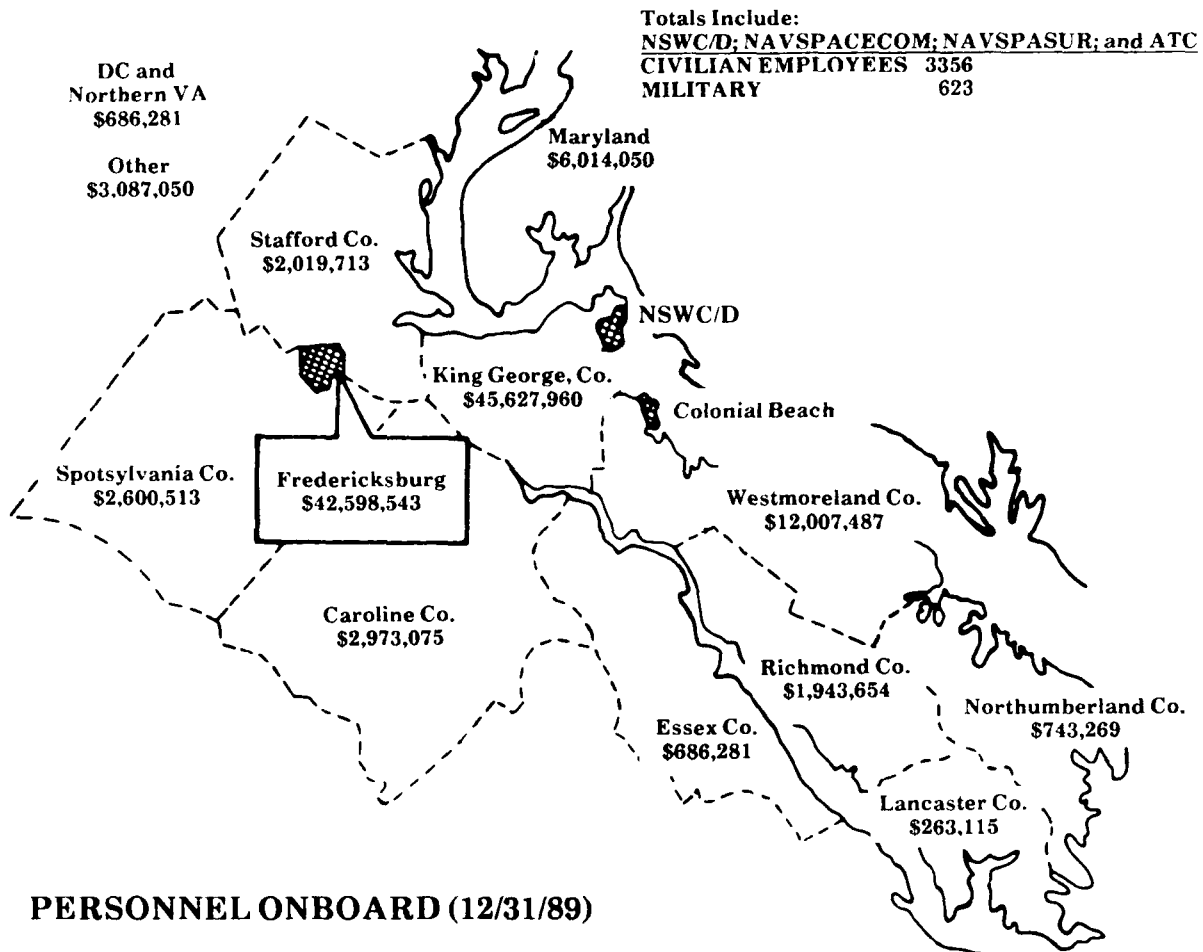 Totals Include:
NSWC/D; NAVSPACECOM; NAVSPASUR; and ATC
CIVILIAN EMPLOYEES 3356
MILITARY 623
DC and
Northern VA
$686,281
Other
$3,087,050
Maryland
$6,014,050
Stafford Co.
$2,019,713
NSWC/D
King George, Co.
$45,627,960
Colonial Beach
Spotsylvania Co.
$2,600,513
Fredericksburg
$42,598,543
Westmoreland Co.
$12,007,487
Caroline Co.
$2,973,075
Richmond Co.
$1,943,654
Essex Co.
$686,281
Northumberland Co.
$743,269
Lancaster Co.
$263,115
PERSONNEL ONBOARD (12/31/89)